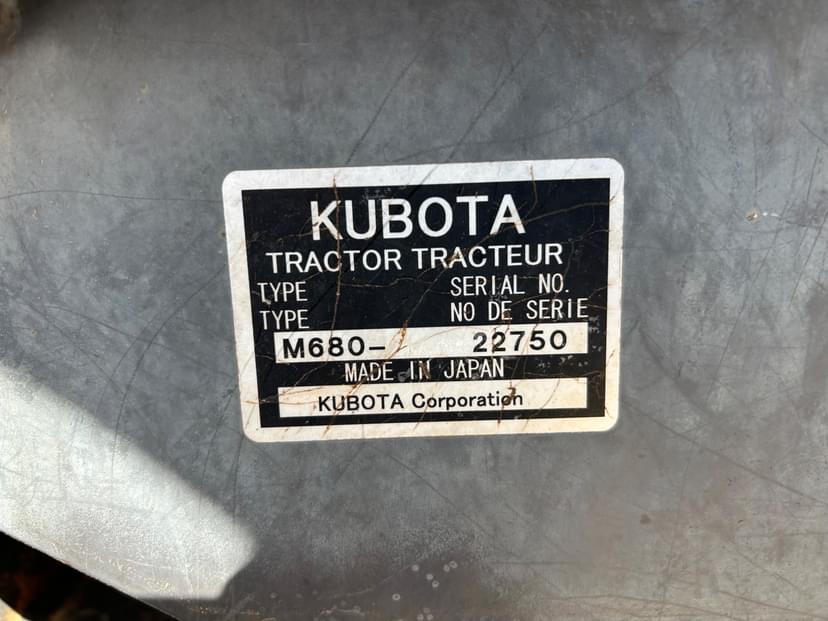 KUBOTA
TRACTOR TRACTEUR
TYPE SERIAL NO.
TYPE NO DE SERIE
M680- 22750
MADE IN JAPAN
KUBOTA Corporation